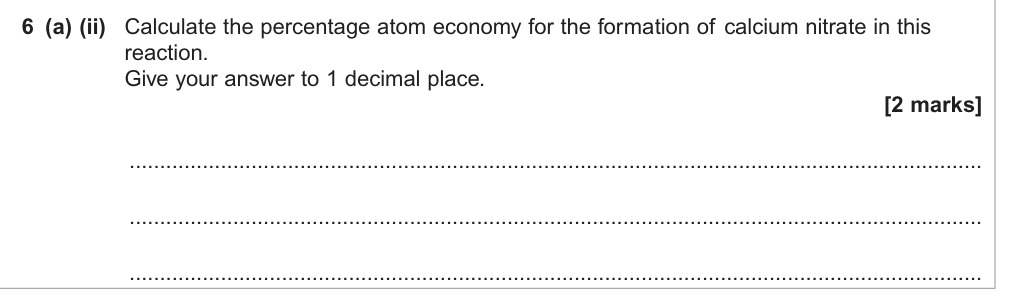 6 (a) (ii) Calculate the percentage atom economy for the formation of calcium nitrate in this
reaction.
Give your answer to 1 decimal place.
[2 marks]